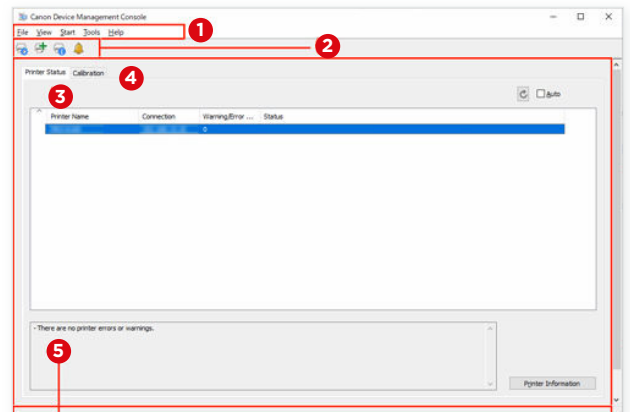 Canon Device Management Console
File View Start Tools Help
1
2
Printer Status Calibration
4
3
Auto
Printer Name Connection Warning/Error ... Status
0
- There are no printer errors or warnings.
5
Printer Information